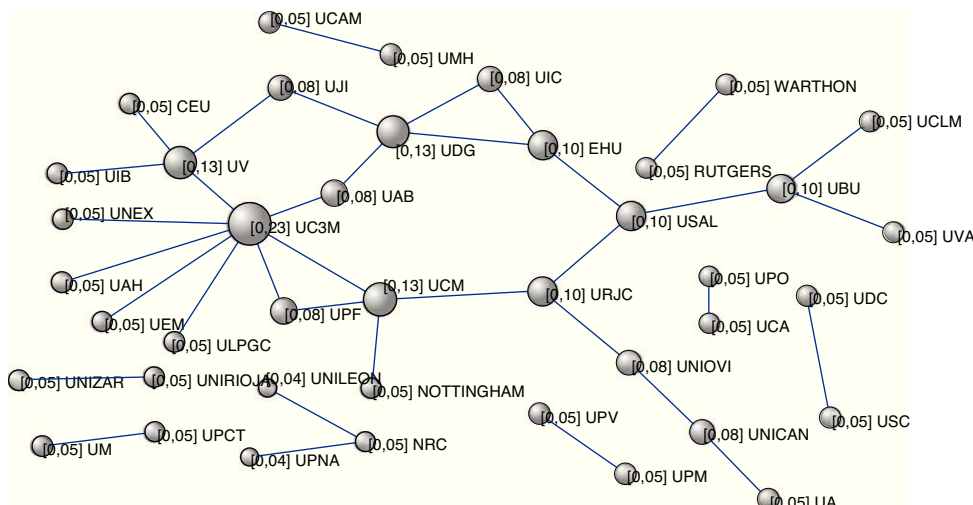 [0,05] UCAM
[0,05] UMH
[0,08] UJI
[0,08] UIC
[0,05] WARTHON
[0,05] CEU
[0,05] UCLM
[0,13] UDG
[0,10] EHU
[0,13] UV
[0,05] UIB
[0,05] RUTGERS
[0,10] UBU
[0,08] UAB
[0,05] UNEX
[0,23] UC3M
[0,10] USAL
[0,05] UVA
[0,05] UAH
[0,13] UCM
[0,10] URJC
[0,05] UPO
[0,05] UDC
[0,08] UPF
[0,05] UEM
[0,05] UCA
[0,05] ULPGC
[0,08] UNIOVI
[0,05] UNIZAR
[0,05] UNIRIOJA
[0,04] UNILEON
[0,05] NOTTINGHAM
[0,05] UPV
[0,05] USC
[0,05] UM
[0,05] UPCT
[0,05] NRC
[0,04] UPNA
[0,08] UNICAN
[0,05] UPM
[0,05] UA